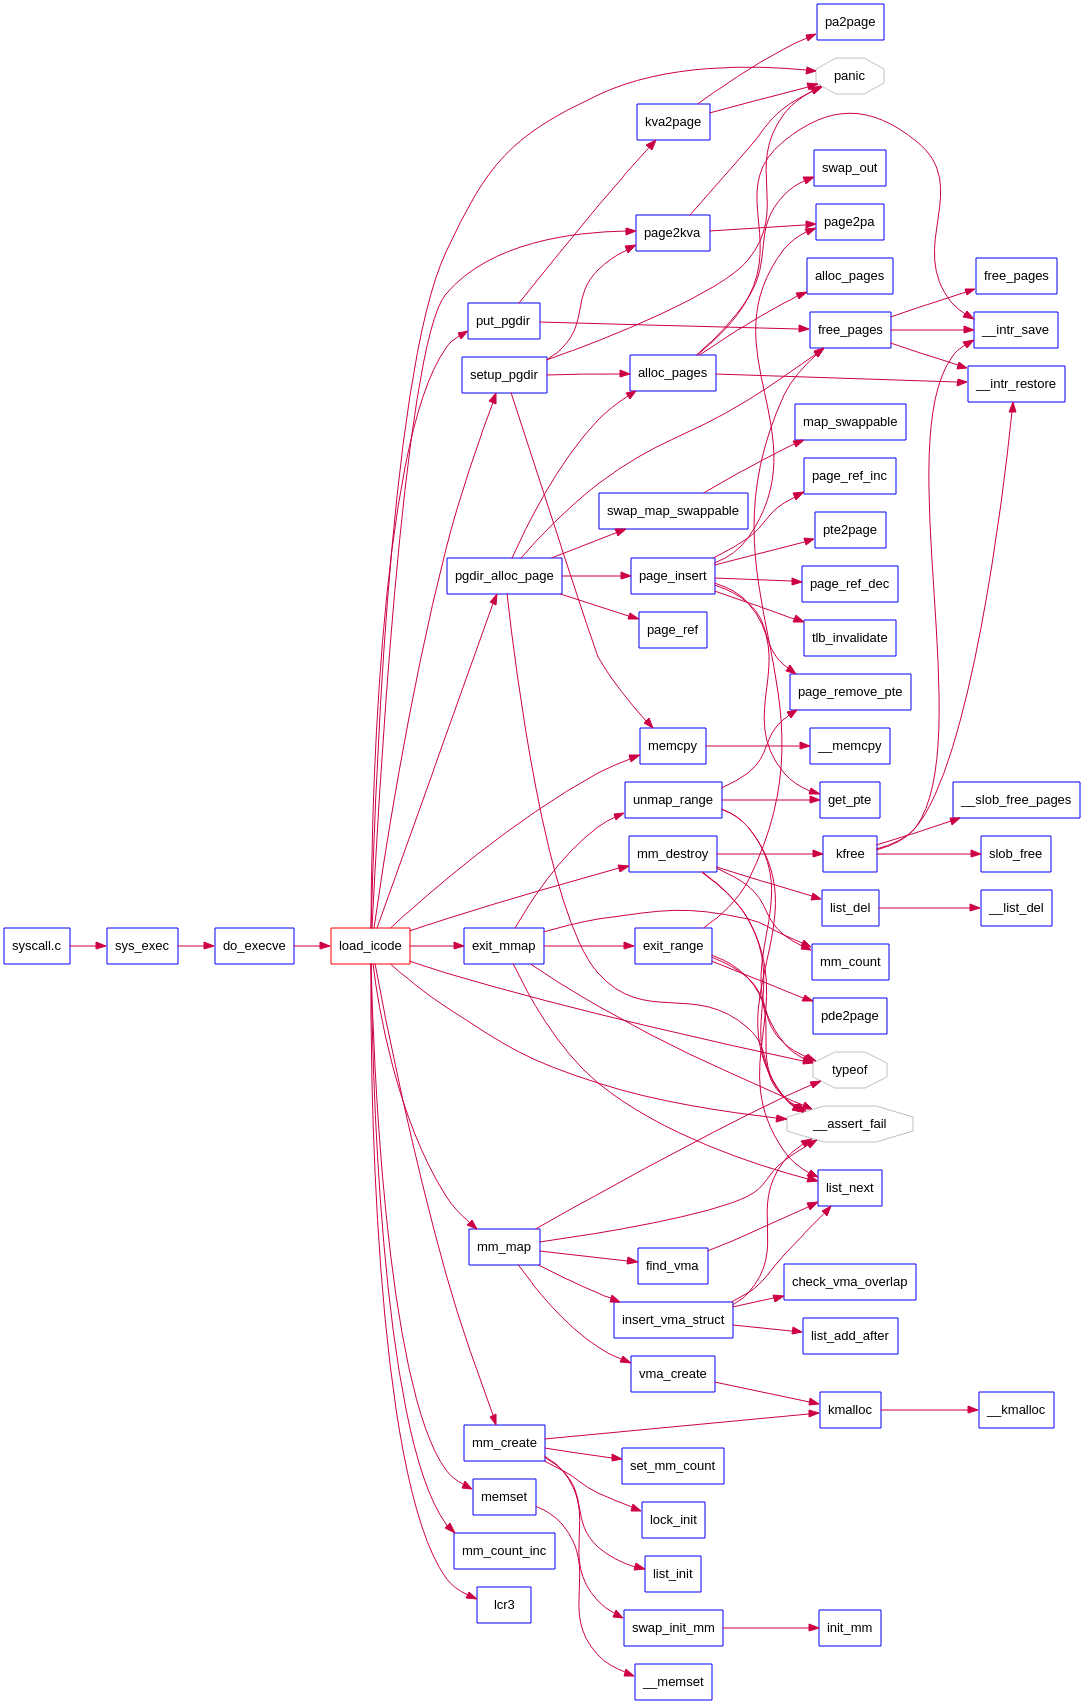 pa2page
panic
kva2page
swap_out
page2pa
page2kva
alloc_pages
free_pages
put_pgdir
free_pages
__intr_save
setup_pgdir
alloc_pages
__intr_restore
map_swappable
page_ref_inc
swap_map_swappable
pte2page
pgdir_alloc_page
page_insert
page_ref_dec
page_ref
tlb_invalidate
page_remove_pte
memcpy
__memcpy
unmap_range
get_pte
__slob_free_pages
mm_destroy
kfree
slob_free
list_del
__list_del
syscall.c
sys_exec
do_execve
load_icode
exit_mmap
exit_range
mm_count
pde2page
typeof
__assert_fail
list_next
mm_map
find_vma
check_vma_overlap
insert_vma_struct
list_add_after
vma_create
kmalloc
__kmalloc
mm_create
set_mm_count
memset
lock_init
mm_count_inc
list_init
lcr3
swap_init_mm
init_mm
__memset